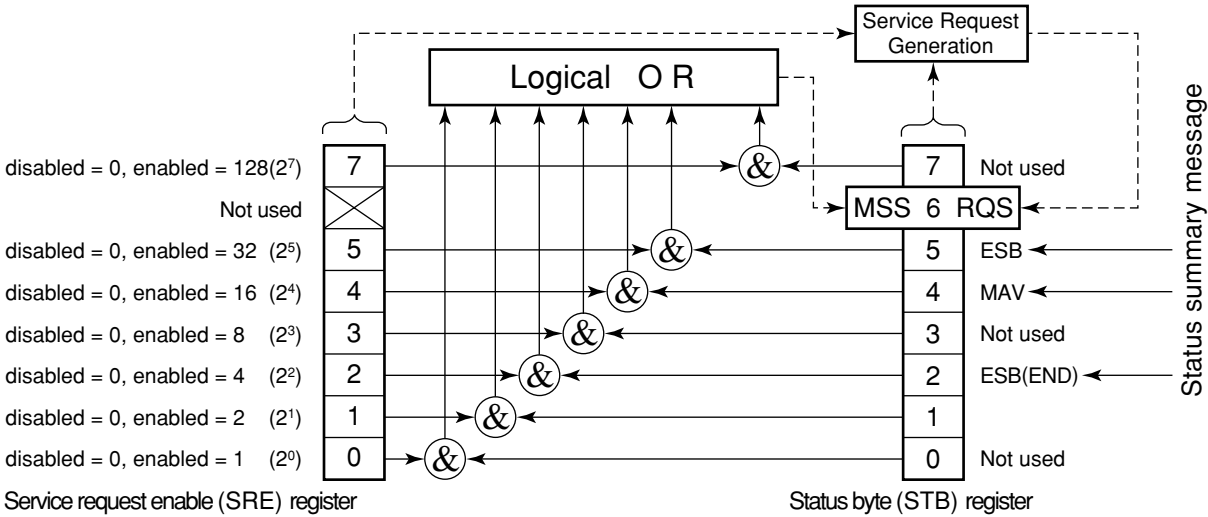 Service Request
Generation
Logical OR
disabled = 0, enabled = 128(2⁷) 7 & 7 Not used
Not used MSS 6 RQS
disabled = 0, enabled = 32 (2⁵) 5 & 5 ESB
disabled = 0, enabled = 16 (2⁴) 4 & 4 MAV
disabled = 0, enabled = 8 (2³) 3 & 3 Not used
disabled = 0, enabled = 4 (2²) 2 & 2 ESB(END)
disabled = 0, enabled = 2 (2¹) 1 & 1
disabled = 0, enabled = 1 (2⁰) 0 & 0 Not used
Service request enable (SRE) register Status byte (STB) register
Status summary message